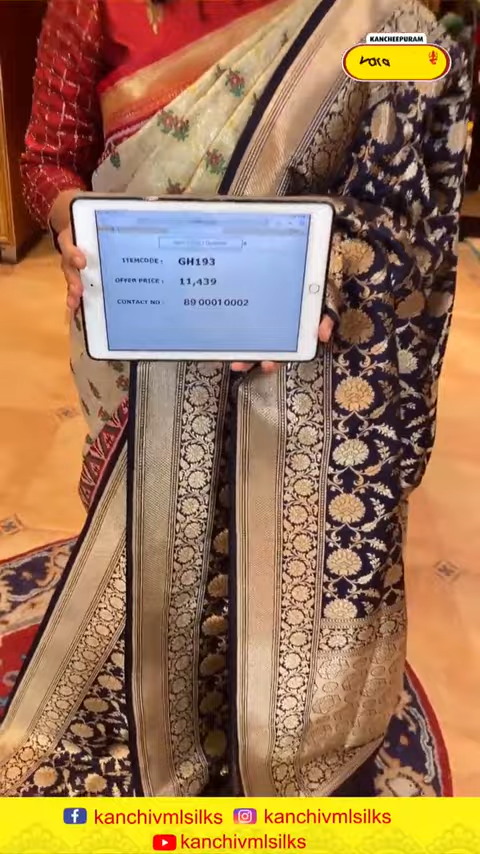 KANCHEEPURAM
ITEMCODE : GH193
OFFER PRICE : 11,439
CONTACT NO : 89 00010002
kanchivmlsilks kanchivmlsilks
kanchivmlsilks